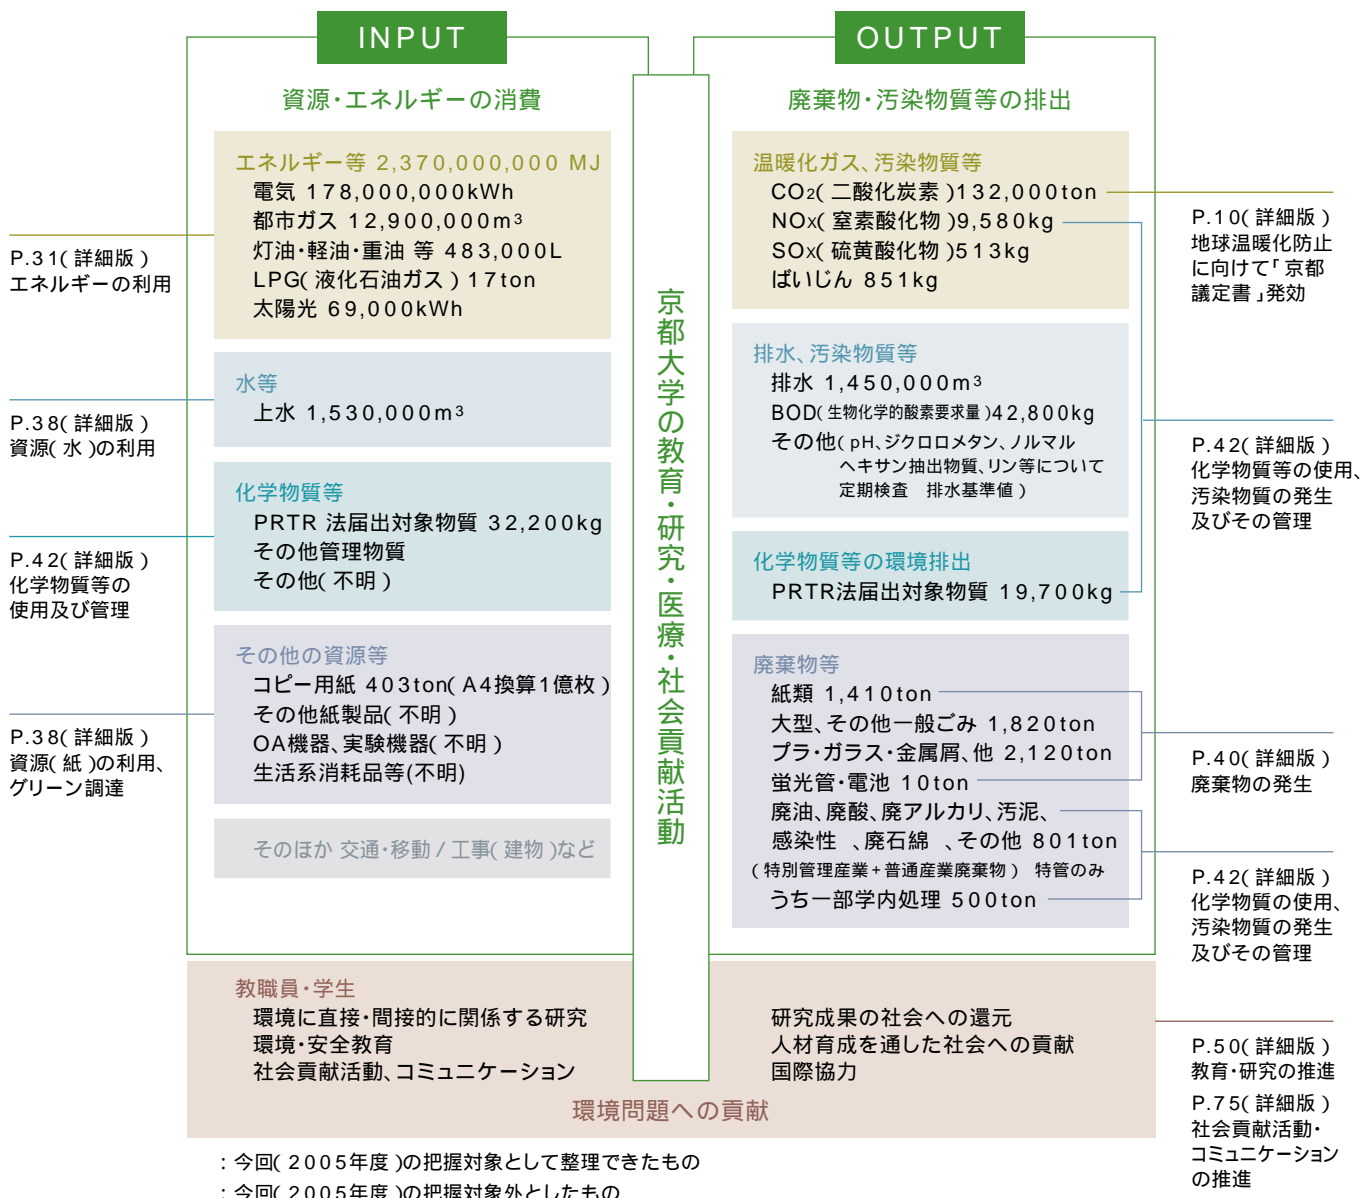 INPUT
資源・エネルギーの消費
エネルギー等 2,370,000,000 MJ
電気 178,000,000kWh
都市ガス 12,900,000m³
灯油・軽油・重油 等 483,000L
LPG(液化石油ガス)17ton
太陽光 69,000kWh
水等
上水 1,530,000m³
化学物質等
PRTR 法届出対象物質 32,200kg
その他管理物質
その他(不明)
その他の資源等
コピー用紙 403ton(A4換算1億枚)
その他紙製品(不明)
OA機器、実験機器(不明)
生活系消耗品等(不明)
そのほか 交通・移動 / 工事(建物)など
P.31(詳細版)
エネルギーの利用
P.38(詳細版)
資源(水)の利用
P.42(詳細版)
化学物質等の
使用及び管理
P.38(詳細版)
資源(紙)の利用、
グリーン調達
京都大学の教育・研究・医療・社会貢献活動
OUTPUT
廃棄物・汚染物質等の排出
温暖化ガス、汚染物質等
CO₂(二酸化炭素)132,000ton
NOx(窒素酸化物)9,580kg
SOx(硫黄酸化物)513kg
ばいじん 851kg
排水、汚染物質等
排水 1,450,000m³
BOD(生物化学的酸素要求量)42,800kg
その他(pH、ジクロロメタン、ノルマル
ヘキサン抽出物質、リン等について
定期検査 排水基準値)
化学物質等の環境排出
PRTR法届出対象物質 19,700kg
廃棄物等
紙類 1,410ton
大型、その他一般ごみ 1,820ton
プラ・ガラス・金属屑、他 2,120ton
蛍光管・電池 10ton
廃油、廃酸、廃アルカリ、汚泥、
感染性 、廃石綿 、その他 801ton
(特別管理産業+普通産業廃棄物) 特管のみ
うち一部学内処理 500ton
P.10(詳細版)
地球温暖化防止
に向けて「京都
議定書」発効
P.42(詳細版)
化学物質等の使用、
汚染物質の発生
及びその管理
P.40(詳細版)
廃棄物の発生
P.42(詳細版)
化学物質の使用、
汚染物質の発生
及びその管理
教職員・学生
環境に直接・間接的に関係する研究
環境・安全教育
社会貢献活動、コミュニケーション
研究成果の社会への還元
人材育成を通した社会への貢献
国際協力
環境問題への貢献
P.50(詳細版)
教育・研究の推進
P.75(詳細版)
社会貢献活動・
コミュニケーション
の推進
：今回(2005年度)の把握対象として整理できたもの
：今回(2005年度)の把握対象外としたもの